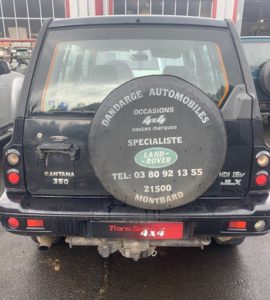 DANDARGE AUTOMOBILES
OCCASIONS
4x4
toutes marques
SPECIALISTE
LAND-
ROVER
TEL: 03 80 92 13 55
21500
MONTBARD
SANTANA
350
HDI 16V
4x4